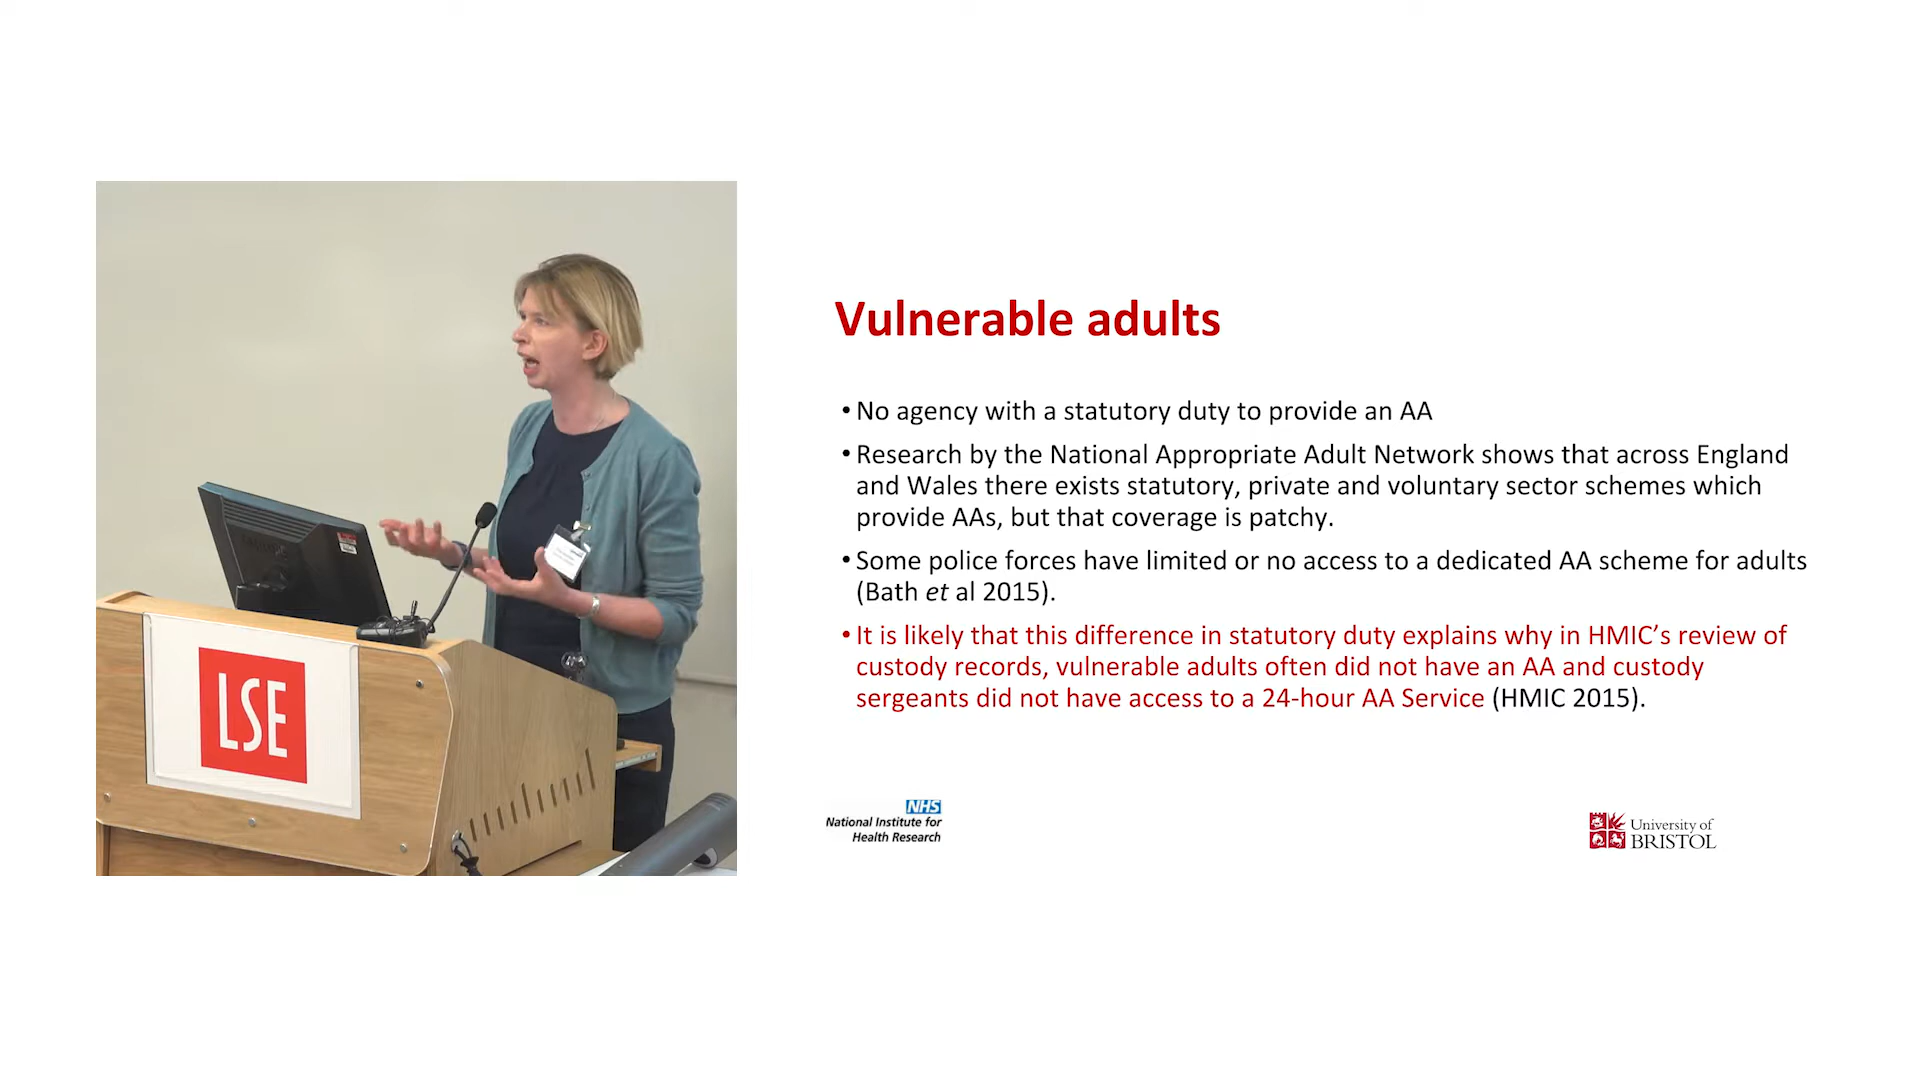 Vulnerable adults
• No agency with a statutory duty to provide an AA
• Research by the National Appropriate Adult Network shows that across England
and Wales there exists statutory, private and voluntary sector schemes which
provide AAs, but that coverage is patchy.
• Some police forces have limited or no access to a dedicated AA scheme for adults
(Bath et al 2015).
• It is likely that this difference in statutory duty explains why in HMIC’s review of
custody records, vulnerable adults often did not have an AA and custody
sergeants did not have access to a 24-hour AA Service (HMIC 2015).
LSE
NHS
National Institute for
Health Research
University of
BRISTOL